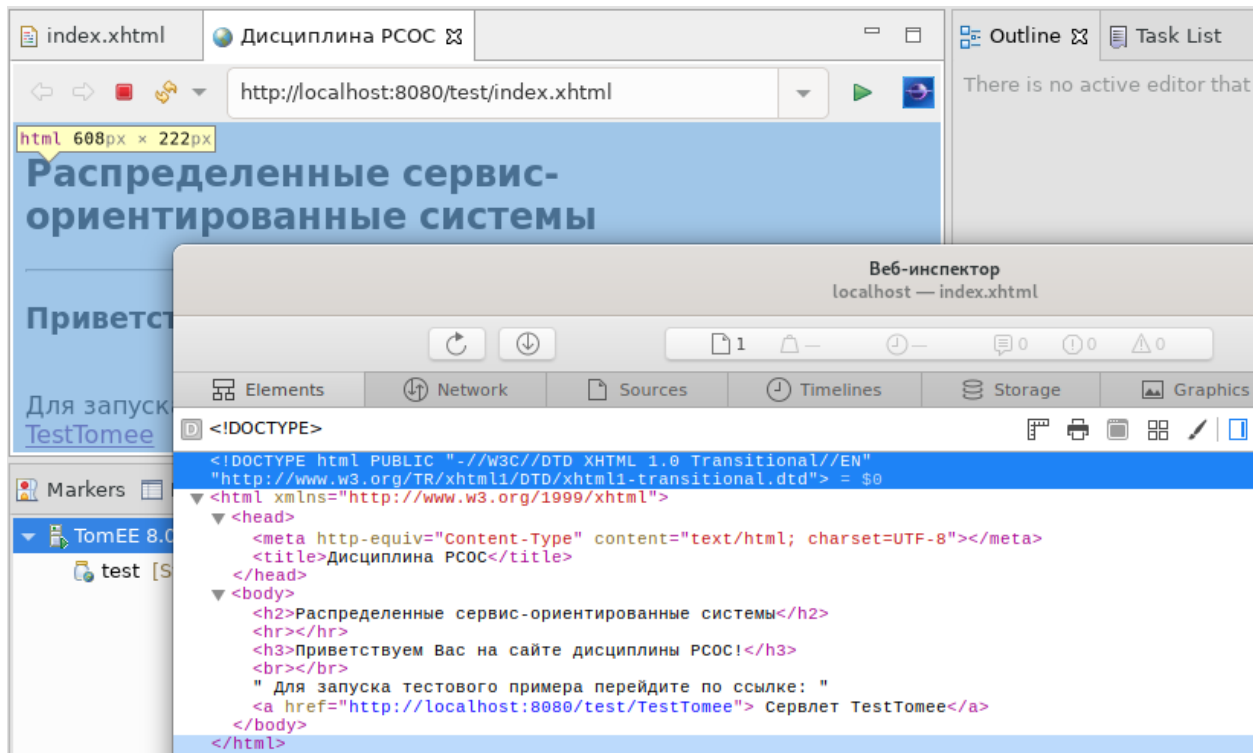 index.xhtml
Дисциплина РСОС
Outline
Task List
http://localhost:8080/test/index.xhtml
There is no active editor that
html 608px × 222px
Распределенные сервис-
ориентированные системы
Веб-инспектор
localhost — index.xhtml
1 — — 0 0 0
Elements Network Sources Timelines Storage Graphics
Для
TestTomee
D <!DOCTYPE>
<!DOCTYPE html PUBLIC "-//W3C//DTD XHTML 1.0 Transitional//EN"
"http://www.w3.org/TR/xhtml1/DTD/xhtml1-transitional.dtd"> = $0
<html xmlns="http://www.w3.org/1999/xhtml">
<head>
<meta http-equiv="Content-Type" content="text/html; charset=UTF-8"></meta>
<title>Дисциплина РСОС</title>
</head>
<body>
<h2>Распределенные сервис-ориентированные системы</h2>
<hr></hr>
<h3>Приветствуем Вас на сайте дисциплины РСОС!</h3>
<br></br>
" Для запуска тестового примера перейдите по ссылке: "
<a href="http://localhost:8080/test/TestTomee"> Сервлет TestTomee</a>
</body>
</html>
Markers
TomEE 8.0
test [S